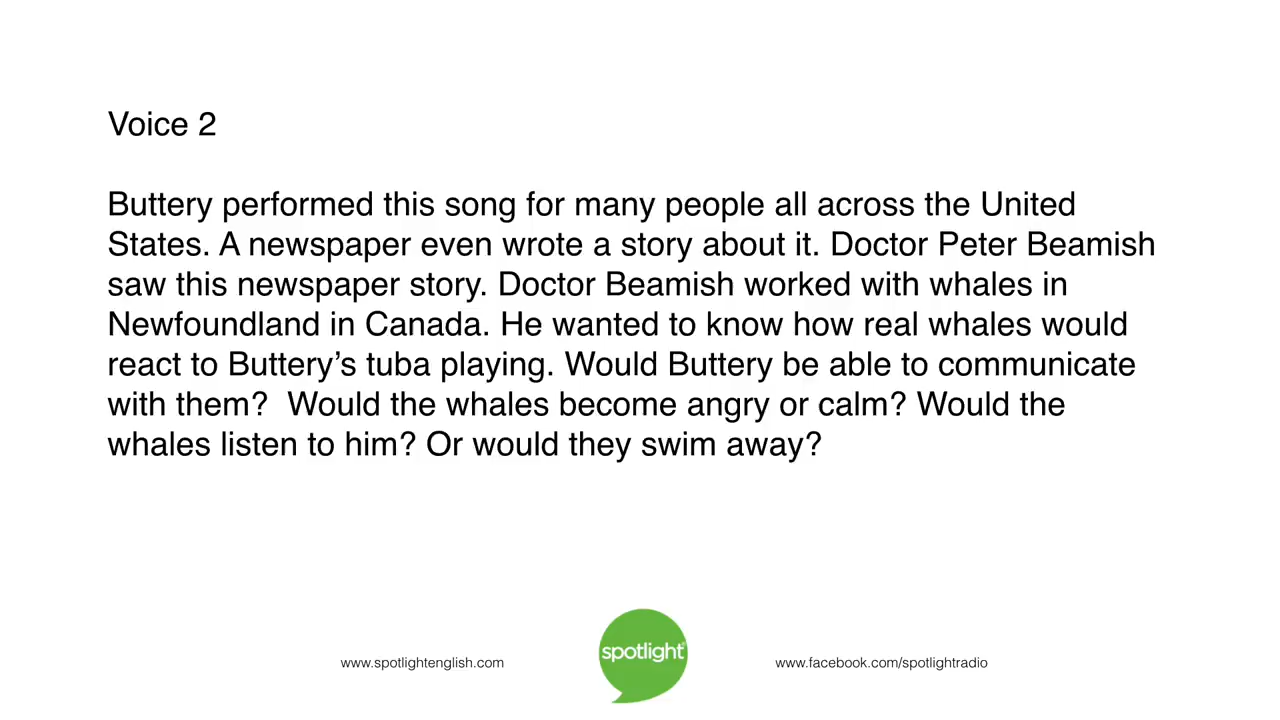 Voice 2
Buttery performed this song for many people all across the United
States. A newspaper even wrote a story about it. Doctor Peter Beamish
saw this newspaper story. Doctor Beamish worked with whales in
Newfoundland in Canada. He wanted to know how real whales would
react to Buttery’s tuba playing. Would Buttery be able to communicate
with them?  Would the whales become angry or calm? Would the
whales listen to him? Or would they swim away?
www.spotlightenglish.com
spotlight®
www.facebook.com/spotlightradio